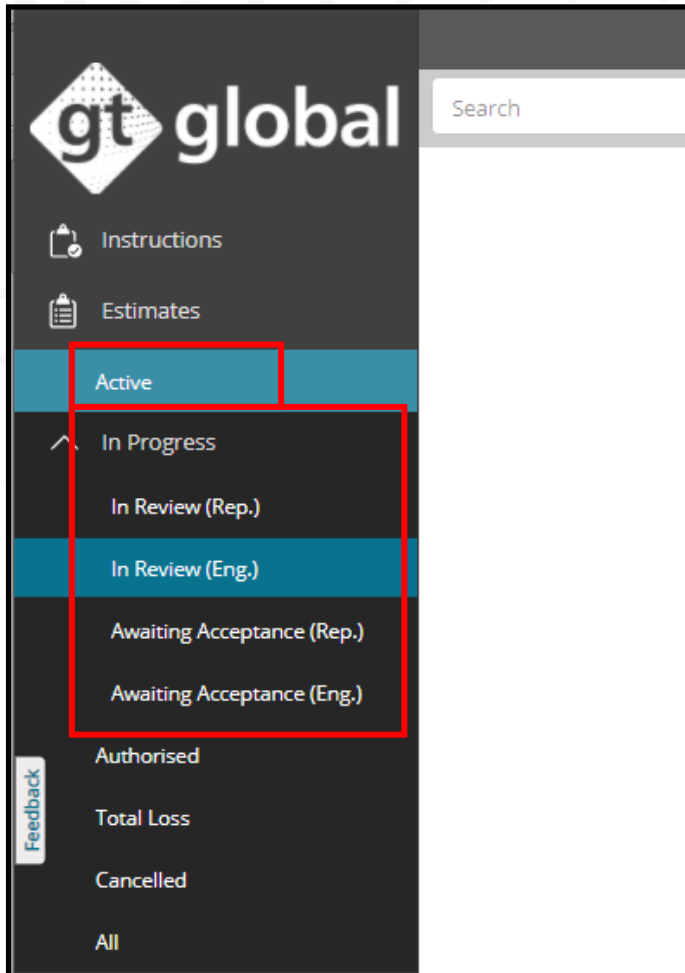 gt global
Search
Instructions
Estimates
Active
In Progress
In Review (Rep.)
In Review (Eng.)
Awaiting Acceptance (Rep.)
Awaiting Acceptance (Eng.)
Authorised
Feedback
Total Loss
Cancelled
All